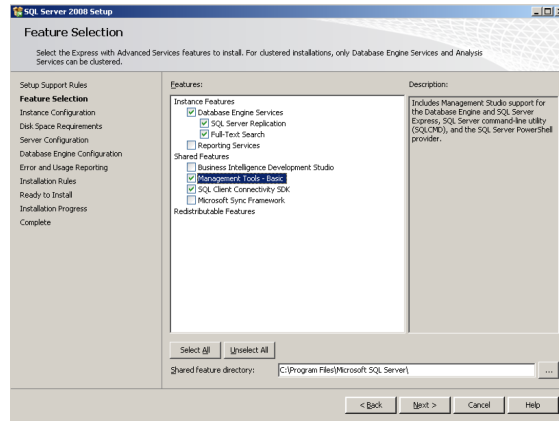 SQL Server 2008 Setup
Feature Selection
Select the Express with Advanced Services features to install. For clustered installations, only Database Engine Services and Analysis
Services can be clustered.
Setup Support Rules
Feature Selection
Instance Configuration
Disk Space Requirements
Server Configuration
Database Engine Configuration
Error and Usage Reporting
Installation Rules
Ready to Install
Installation Progress
Complete
Features:
Instance Features
Database Engine Services
SQL Server Replication
Full-Text Search
Reporting Services
Shared Features
Business Intelligence Development Studio
Management Tools - Basic
SQL Client Connectivity SDK
Microsoft Sync Framework
Redistributable Features
Description:
Includes Management Studio support for
the Database Engine and SQL Server
Express, SQL Server command-line utility
(SQLCMD), and the SQL Server PowerShell
provider.
Select All
Unselect All
Shared feature directory:
C:\Program Files\Microsoft SQL Server\
...
< Back
Next >
Cancel
Help